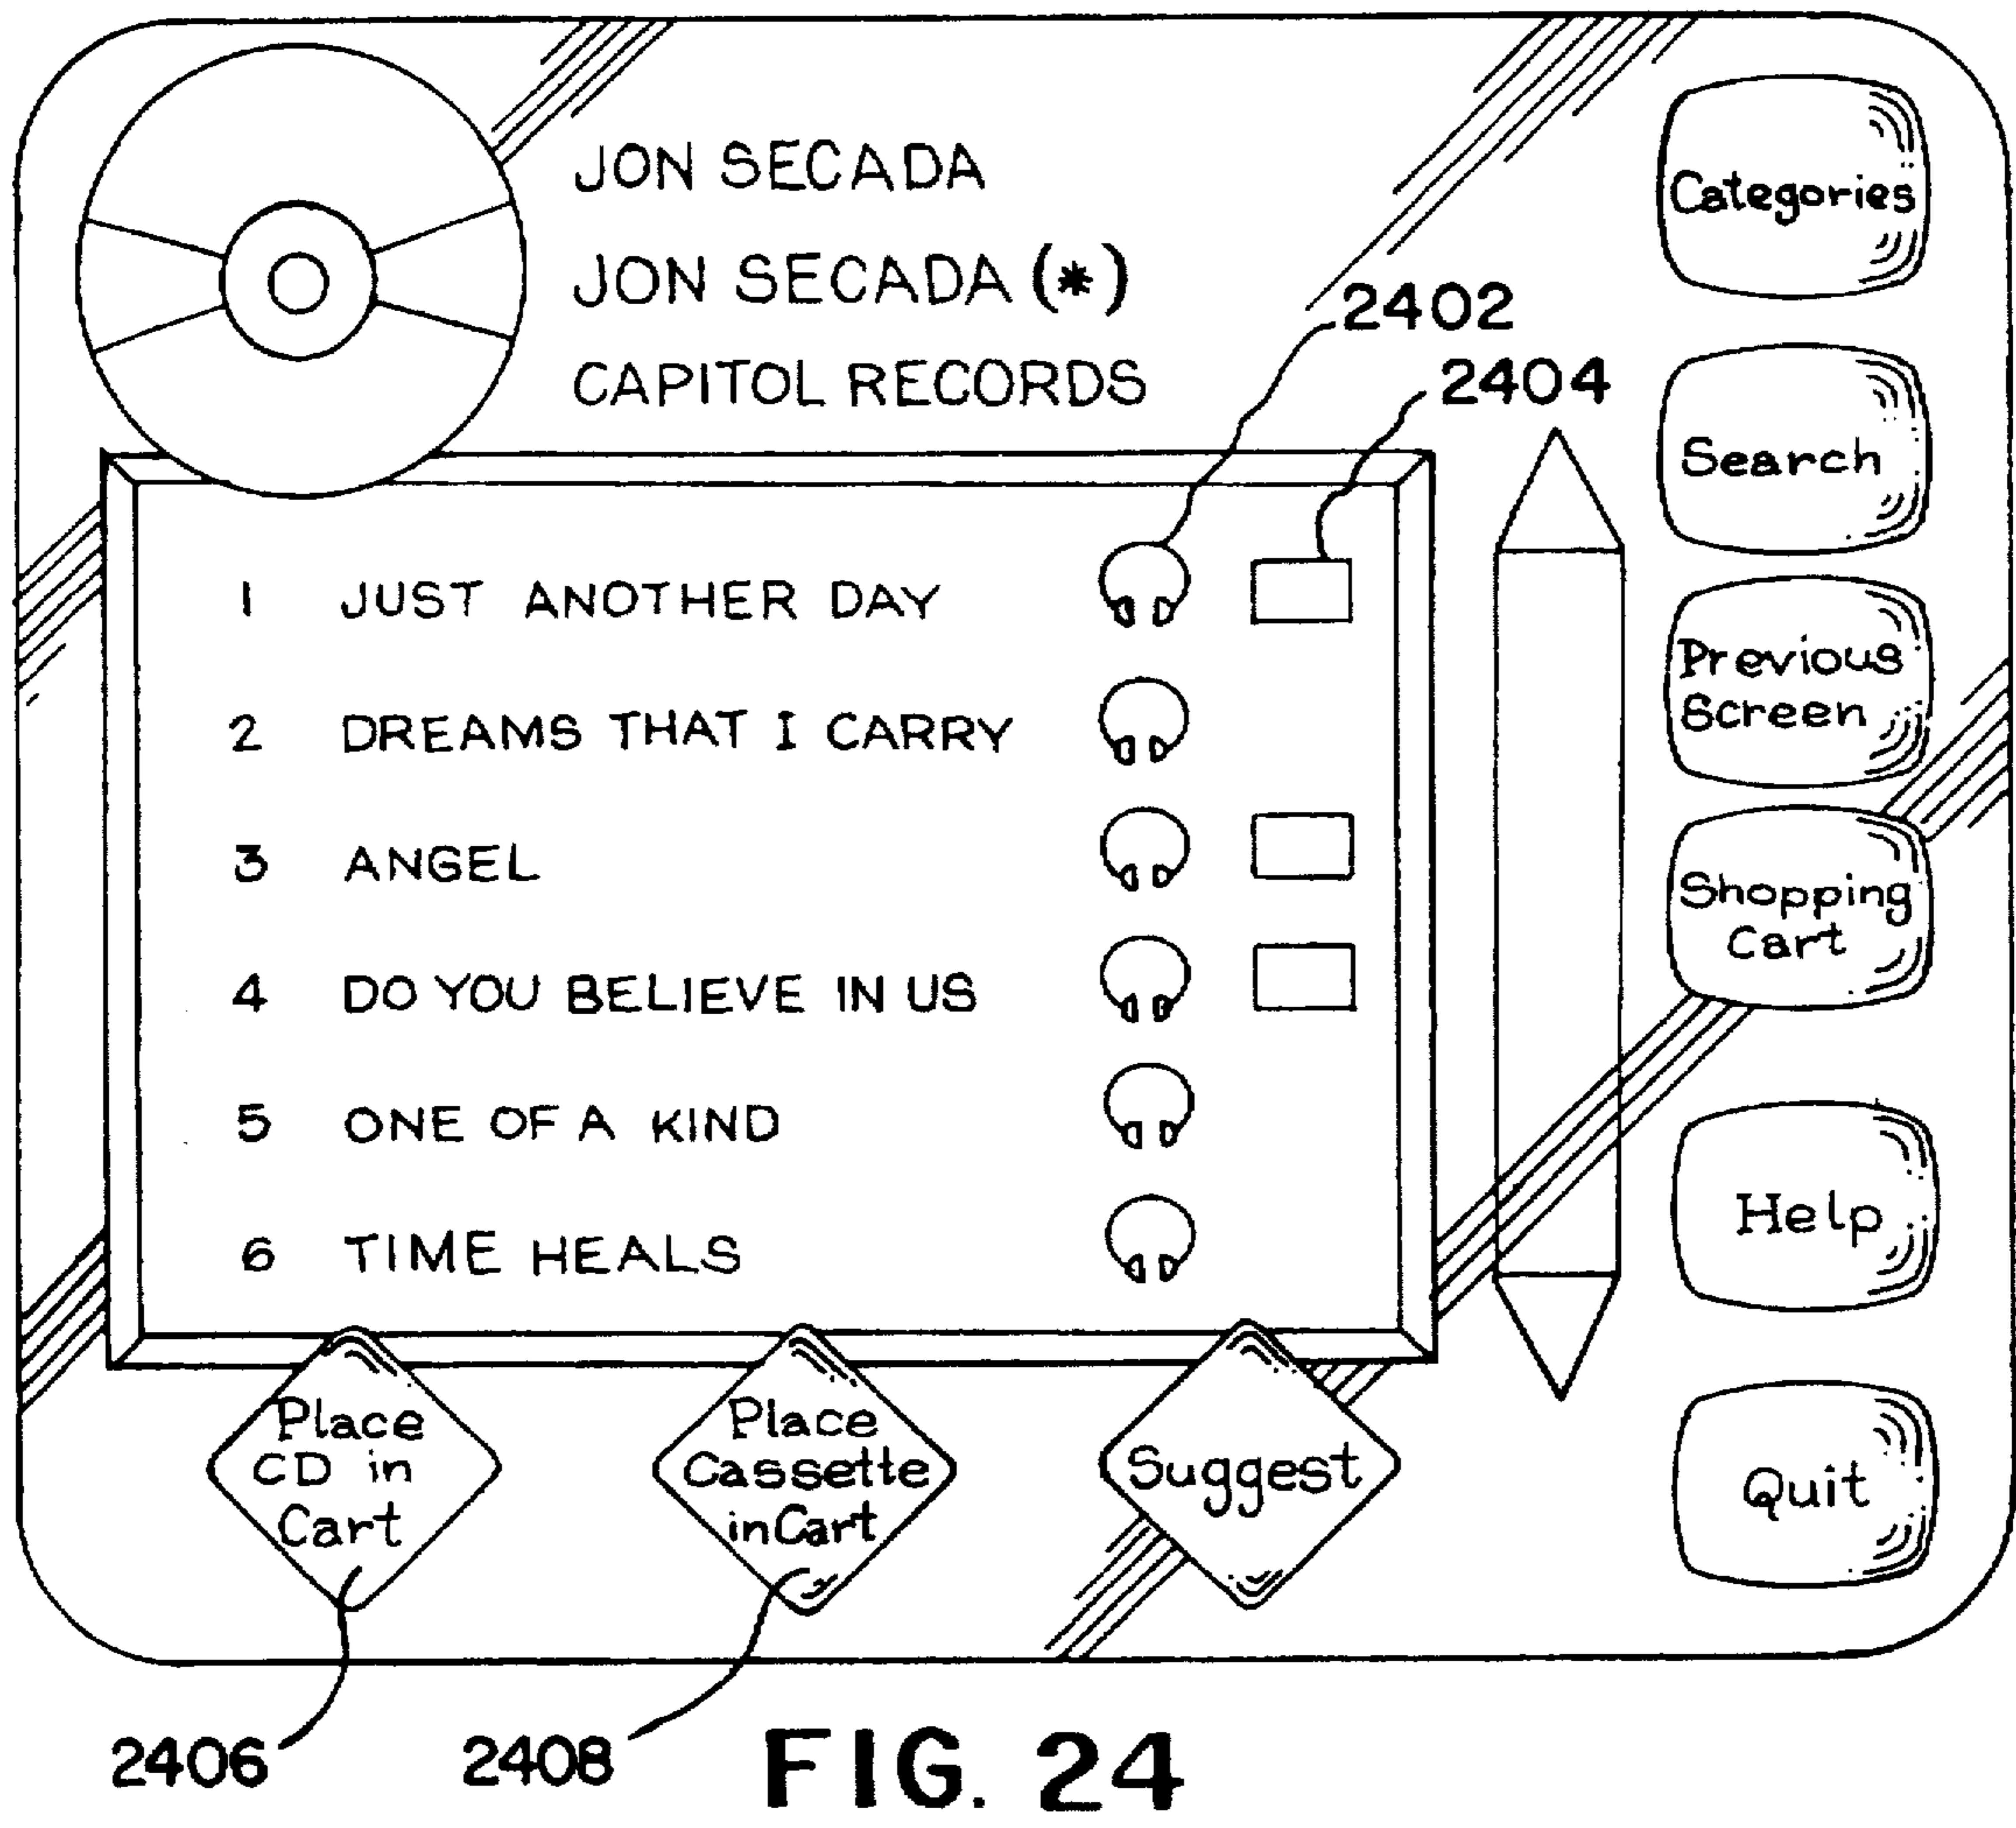 JON SECADA
JON SECADA (*)
CAPITOL RECORDS
2402
2404
1 JUST ANOTHER DAY
2 DREAMS THAT I CARRY
3 ANGEL
4 DO YOU BELIEVE IN US
5 ONE OF A KIND
6 TIME HEALS
Categories
Search
Previous
Screen
Shopping
Cart
Help
Quit
Place
CD in
Cart
Place
Cassette
in Cart
Suggest
2406
2408
FIG. 24